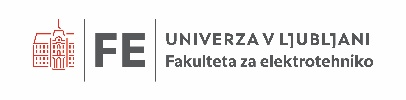 FE
UNIVERZA V LJUBLJANI
Fakulteta za elektrotehniko